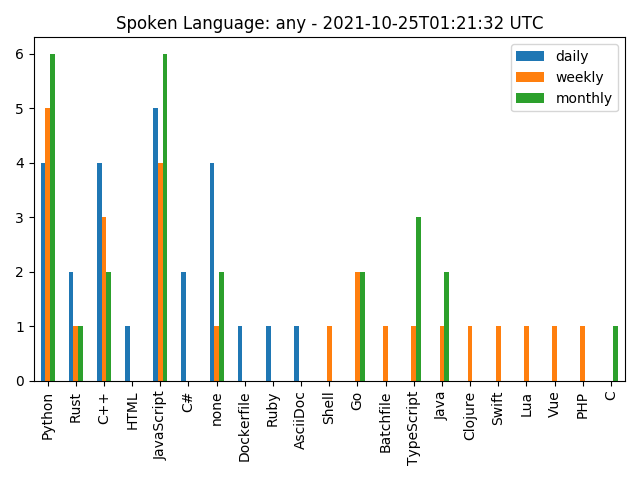 Spoken Language: any - 2021-10-25T01:21:32 UTC
daily
weekly
monthly
6
5
4
3
2
1
0
Python
Rust
C++
HTML
JavaScript
C#
none
Dockerfile
Ruby
AsciiDoc
Shell
Go
Batchfile
TypeScript
Java
Clojure
Swift
Lua
Vue
PHP
C